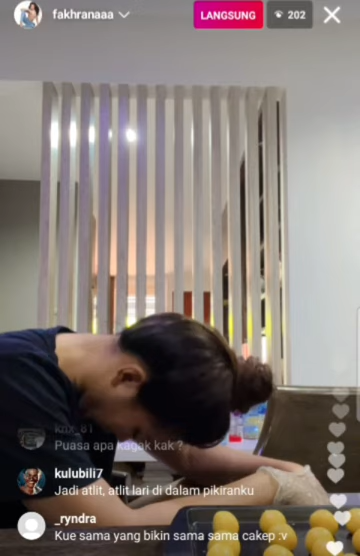 fakhranaaa
LANGSUNG
202
Puasa apa kagak kak ?
kulubili7
Jadi atlit, atlit lari di dalam pikiranku
_ryndra
Kue sama yang bikin sama sama cakep :v